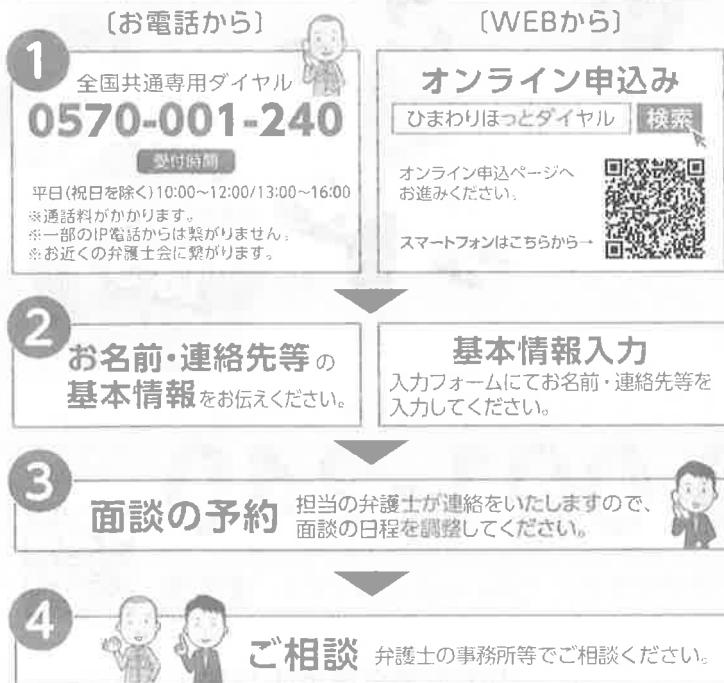 〔お電話から〕
1
全国共通専用ダイヤル
0570-001-240
受付時間
平日(祝日を除く)10:00~12:00/13:00~16:00
※通話料がかかります。
※一部のIP電話からは繋がりません。
※お近くの弁護士会に繋がります。
〔WEBから〕
オンライン申込み
ひまわりほっとダイヤル 検索
オンライン申込ページへ
お進みください。
スマートフォンはこちらから→
2
お名前・連絡先等の
基本情報をお伝えください。
基本情報入力
入力フォームにてお名前・連絡先等を
入力してください。
3
面談の予約
担当の弁護士が連絡をいたしますので、
面談の日程を調整してください。
4
ご相談 弁護士の事務所等でご相談ください。